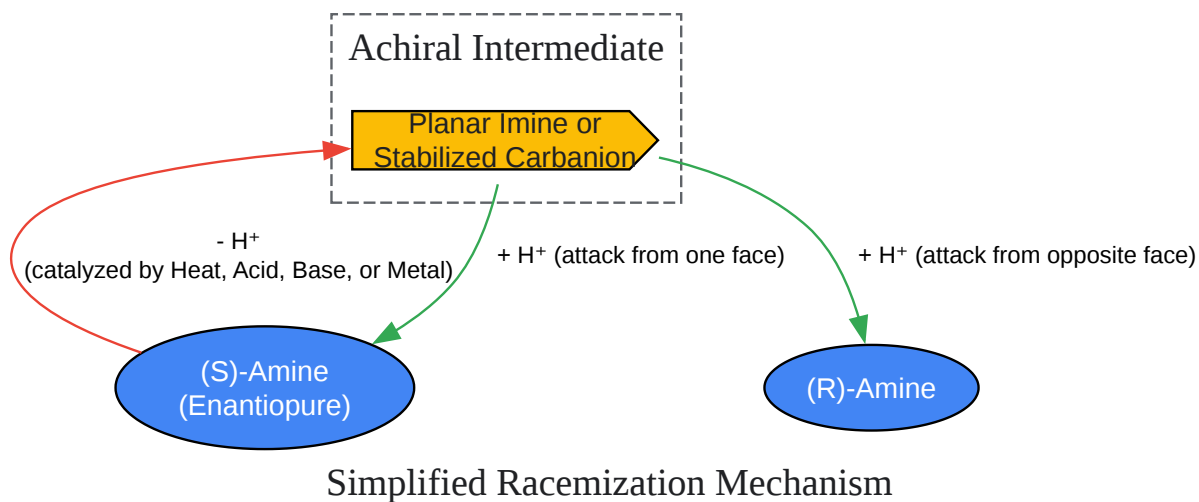 Achiral Intermediate
Planar Imine or
Stabilized Carbanion
- H⁺
(catalyzed by Heat, Acid, Base, or Metal)
+ H⁺ (attack from one face)
+ H⁺ (attack from opposite face)
(S)-Amine
(Enantiopure)
(R)-Amine
Simplified Racemization Mechanism